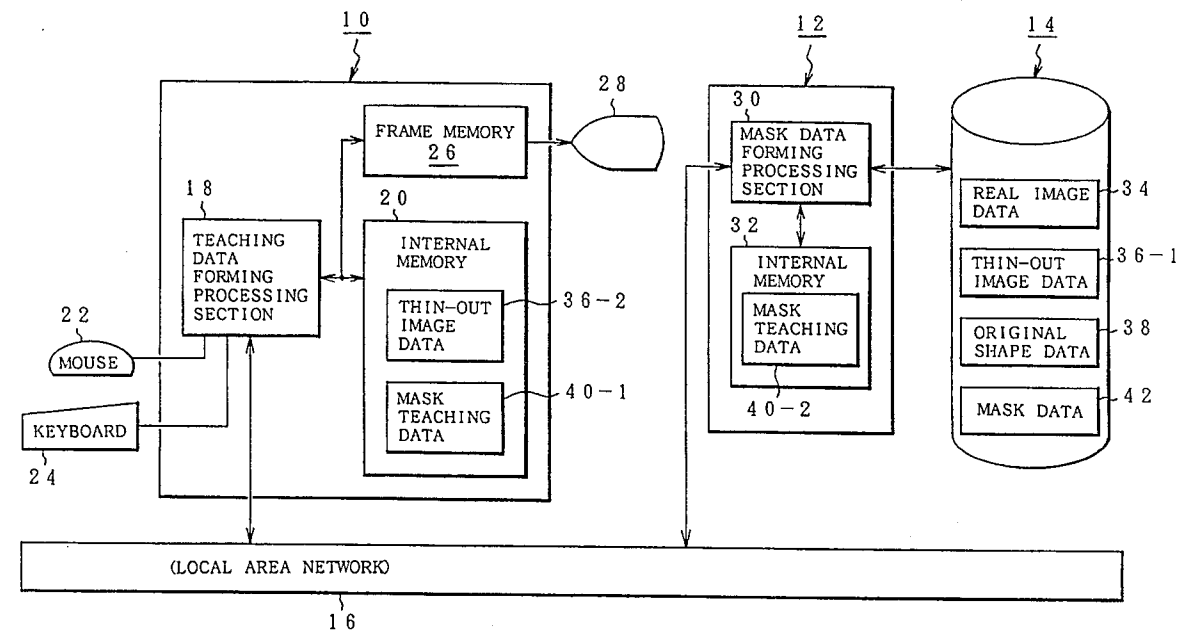 10
12
14
28
30
FRAME MEMORY
26
MASK DATA
FORMING
PROCESSING
SECTION
18
20
34
REAL IMAGE
DATA
TEACHING
DATA
FORMING
PROCESSING
SECTION
INTERNAL
MEMORY
32
INTERNAL
MEMORY
36-1
THIN-OUT
IMAGE DATA
36-2
THIN-OUT
IMAGE
DATA
MASK
TEACHING
DATA
38
ORIGINAL
SHAPE DATA
22
MOUSE
40-1
MASK
TEACHING
DATA
40-2
42
MASK DATA
KEYBOARD
24
(LOCAL AREA NETWORK)
16